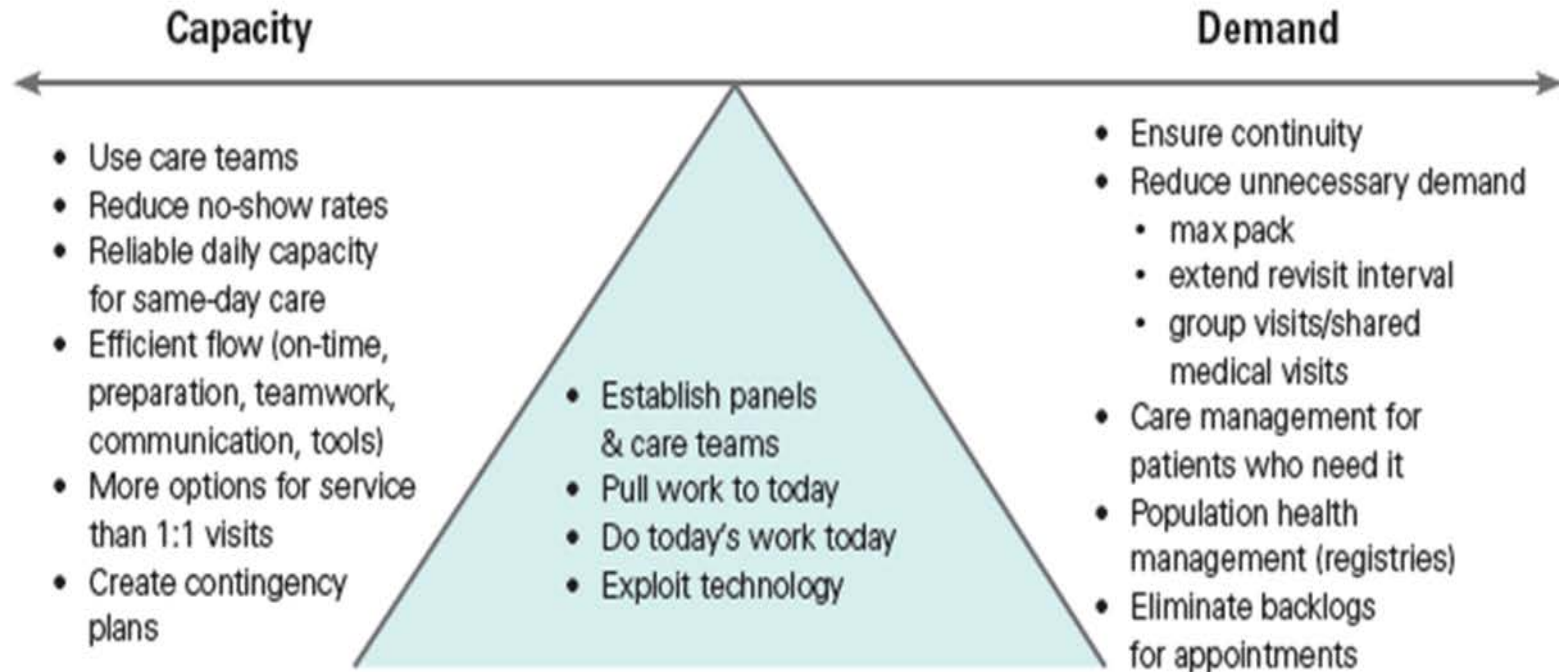 Capacity
Demand
• Use care teams
• Reduce no-show rates
• Reliable daily capacity
for same-day care
• Efficient flow (on-time,
preparation, teamwork,
communication, tools)
• More options for service
than 1:1 visits
• Create contingency
plans
• Establish panels
& care teams
• Pull work to today
• Do today's work today
• Exploit technology
• Ensure continuity
• Reduce unnecessary demand
• max pack
• extend revisit interval
• group visits/shared
medical visits
• Care management for
patients who need it
• Population health
management (registries)
• Eliminate backlogs
for appointments